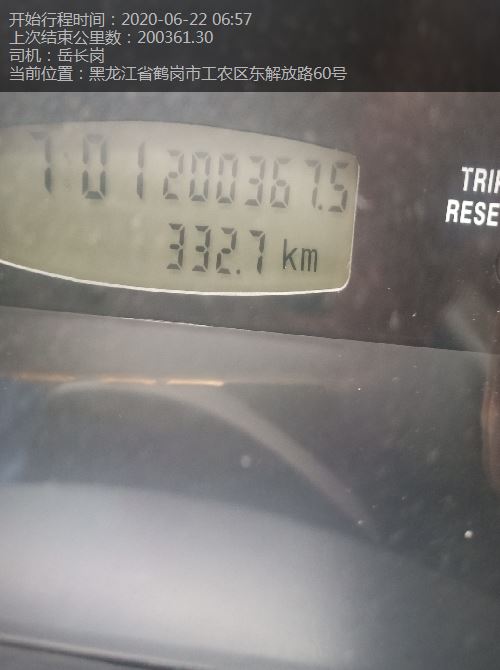 开始行程时间：2020-06-22 06:57
上次结束公里数：200361.30
司机：岳长岗
当前位置：黑龙江省鹤岗市工农区东解放路60号
7:01 200367.5
332.7 km
TRIP
RESE